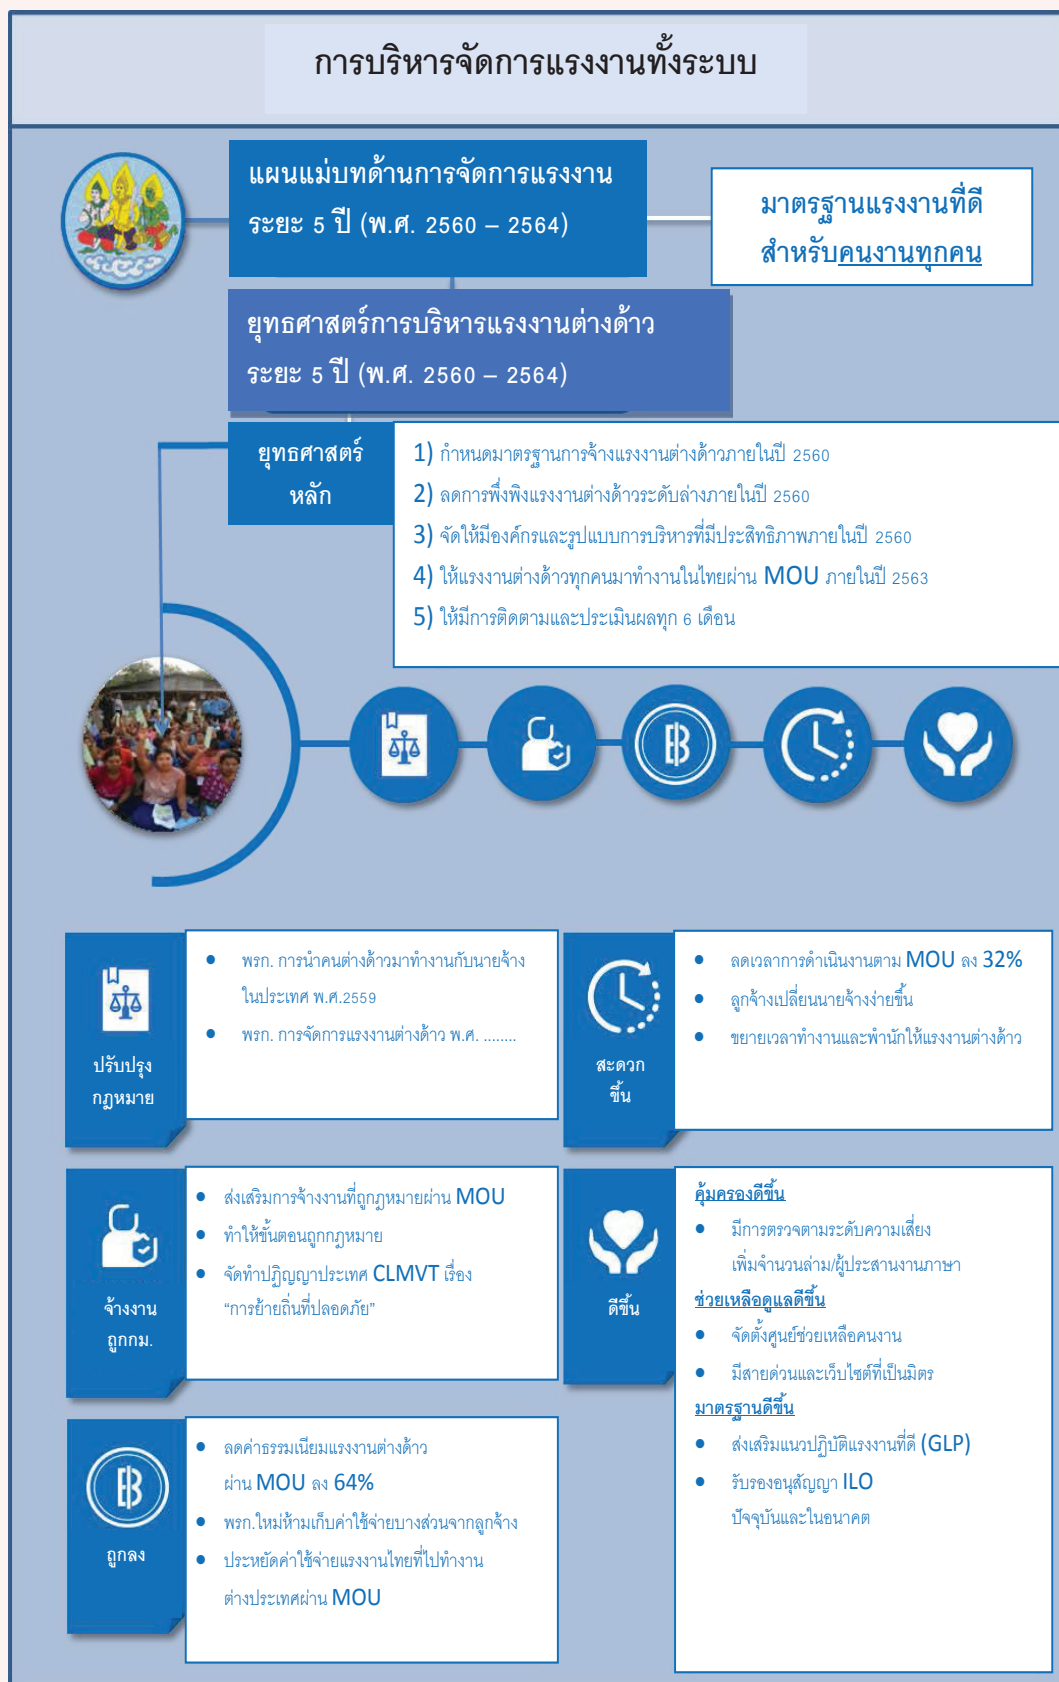 การบริหารจัดการแรงงานทั้งระบบ
แผนแม่บทด้านการจัดการแรงงาน
ระยะ 5 ปี (พ.ศ. 2560 – 2564)
มาตรฐานแรงงานที่ดี
สำหรับคนงานทุกคน
ยุทธศาสตร์การบริหารแรงงานต่างด้าว
ระยะ 5 ปี (พ.ศ. 2560 – 2564)
ยุทธศาสตร์
หลัก
1) กำหนดมาตรฐานการจ้างแรงงานต่างด้าวภายในปี 2560
2) ลดการพึ่งพิงแรงงานต่างด้าวระดับล่างภายในปี 2560
3) จัดให้มีองค์กรและรูปแบบการบริหารที่มีประสิทธิภาพภายในปี 2560
4) ให้แรงงานต่างด้าวทุกคนมาทำงานในไทยผ่าน MOU ภายในปี 2563
5) ให้มีการติดตามและประเมินผลทุก 6 เดือน
ปรับปรุง
กฎหมาย
• พรก. การนำคนต่างด้าวมาทำงานกับนายจ้าง
ในประเทศ พ.ศ.2559
• พรก. การจัดการแรงงานต่างด้าว พ.ศ. ........
สะดวก
ขึ้น
• ลดเวลาการดำเนินงานตาม MOU ลง 32%
• ลูกจ้างเปลี่ยนนายจ้างง่ายขึ้น
• ขยายเวลาทำงานและพำนักให้แรงงานต่างด้าว
จ้างงาน
ถูกกม.
• ส่งเสริมการจ้างงานที่ถูกกฎหมายผ่าน MOU
• ทำให้ขั้นตอนถูกกฎหมาย
• จัดทำปฏิญญาประเทศ CLMVT เรื่อง
“การย้ายถิ่นที่ปลอดภัย”
ดีขึ้น
คุ้มครองดีขึ้น
• มีการตรวจตามระดับความเสี่ยง
เพิ่มจำนวนล่าม/ผู้ประสานงานภาษา
ช่วยเหลือดูแลดีขึ้น
• จัดตั้งศูนย์ช่วยเหลือคนงาน
• มีสายด่วนและเว็บไซต์ที่เป็นมิตร
มาตรฐานดีขึ้น
• ส่งเสริมแนวปฏิบัติแรงงานที่ดี (GLP)
• รับรองอนุสัญญา ILO
ปัจจุบันและในอนาคต
ถูกลง
• ลดค่าธรรมเนียมแรงงานต่างด้าว
ผ่าน MOU ลง 64%
• พรก.ใหม่ห้ามเก็บค่าใช้จ่ายบางส่วนจากลูกจ้าง
• ประหยัดค่าใช้จ่ายแรงงานไทยที่ไปทำงาน
ต่างประเทศผ่าน MOU